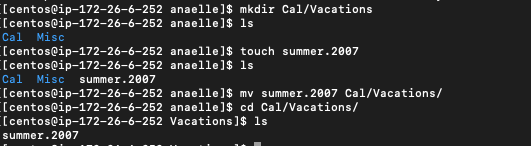 [[centos@ip-172-26-6-252 anaelle]$ mkdir Cal/Vacations
[[centos@ip-172-26-6-252 anaelle]$ ls
Cal  Misc
[[centos@ip-172-26-6-252 anaelle]$ touch summer.2007
[[centos@ip-172-26-6-252 anaelle]$ ls
Cal  Misc  summer.2007
[[centos@ip-172-26-6-252 anaelle]$ mv summer.2007 Cal/Vacations/
[[centos@ip-172-26-6-252 anaelle]$ cd Cal/Vacations/
[[centos@ip-172-26-6-252 Vacations]$ ls
summer.2007